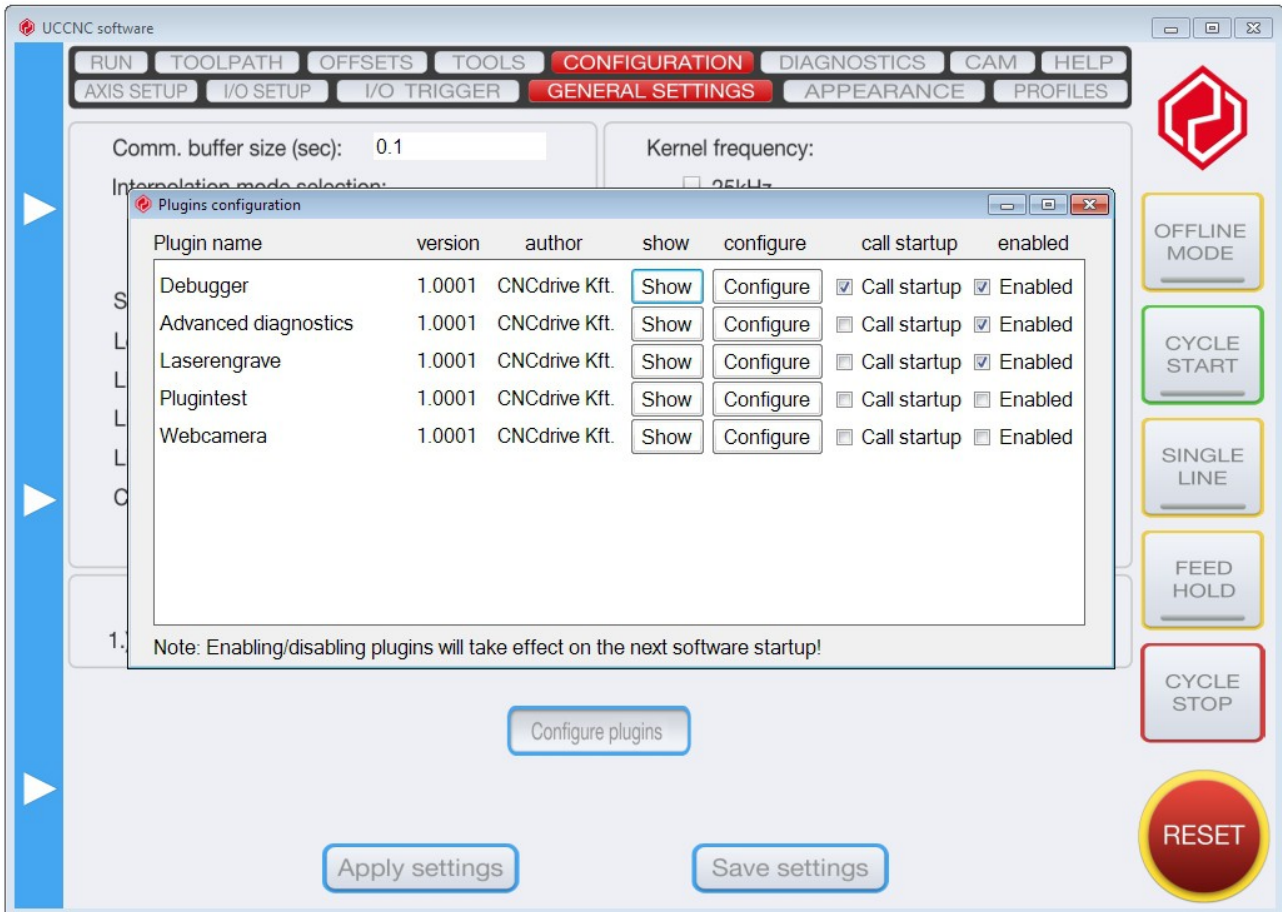 UCCNC software
RUN TOOLPATH OFFSETS TOOLS CONFIGURATION DIAGNOSTICS CAM HELP
AXIS SETUP I/O SETUP I/O TRIGGER GENERAL SETTINGS APPEARANCE PROFILES
Comm. buffer size (sec): 0.1
Kernel frequency:
Interpolation mode selection:
25kHz
Plugins configuration
Plugin name version author show configure call startup enabled
Debugger 1.0001 CNCdrive Kft. Show Configure Call startup Enabled
Advanced diagnostics 1.0001 CNCdrive Kft. Show Configure Call startup Enabled
Laserengrave 1.0001 CNCdrive Kft. Show Configure Call startup Enabled
Plugintest 1.0001 CNCdrive Kft. Show Configure Call startup Enabled
Webcamera 1.0001 CNCdrive Kft. Show Configure Call startup Enabled
Note: Enabling/disabling plugins will take effect on the next software startup!
1.)
Configure plugins
Apply settings Save settings
OFFLINE
MODE
CYCLE
START
SINGLE
LINE
FEED
HOLD
CYCLE
STOP
RESET